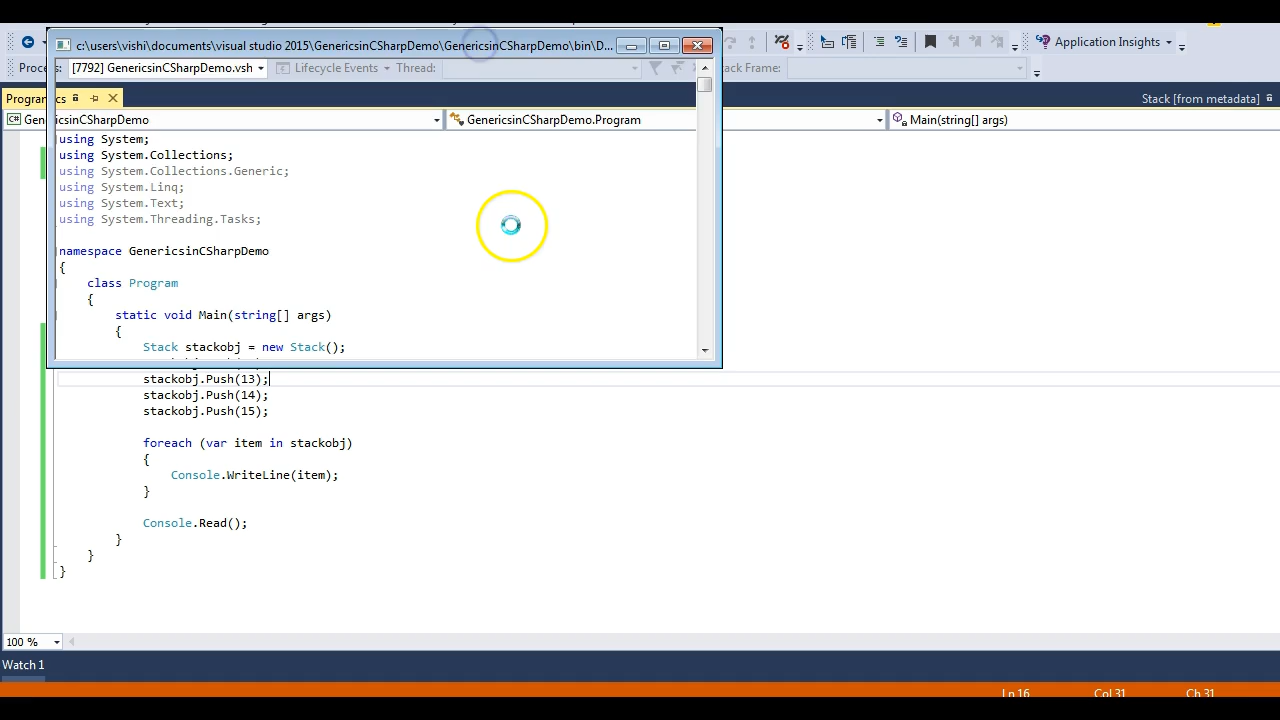 c:\users\vishi\documents\visual studio 2015\GenericsinCSharpDemo\GenericsinCSharpDemo\bin\D...
[7792] GenericsinCSharpDemo.vsh
Lifecycle Events
Thread:
Application Insights
Stack [from metadata]
GenericsinCSharpDemo.Program
Main(string[] args)
using System;
using System.Collections;
using System.Collections.Generic;
using System.Linq;
using System.Text;
using System.Threading.Tasks;
namespace GenericsinCSharpDemo
{
class Program
{
static void Main(string[] args)
{
Stack stackobj = new Stack();
stackobj.Push(13);
stackobj.Push(14);
stackobj.Push(15);
foreach (var item in stackobj)
{
Console.WriteLine(item);
}
Console.Read();
}
}
}
100 %
Watch 1
Ln 16
Col 31
Ch 31